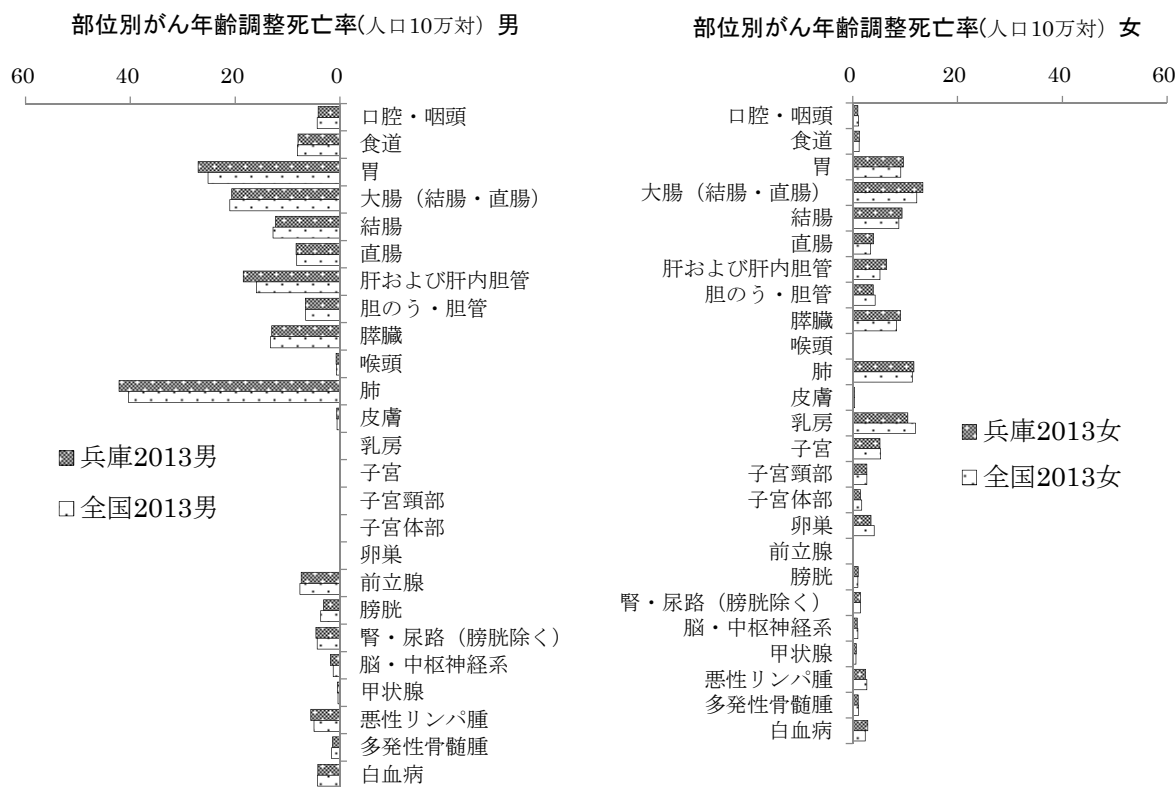 部位別がん年齢調整死亡率(人口10万対) 男
60 40 20 0
口腔・咽頭
食道
胃
大腸（結腸・直腸）
結腸
直腸
肝および肝内胆管
胆のう・胆管
膵臓
喉頭
肺
皮膚
乳房
子宮
子宮頸部
子宮体部
卵巣
前立腺
膀胱
腎・尿路（膀胱除く）
脳・中枢神経系
甲状腺
悪性リンパ腫
多発性骨髄腫
白血病
兵庫2013男
全国2013男
部位別がん年齢調整死亡率(人口10万対) 女
0 20 40 60
口腔・咽頭
食道
胃
大腸（結腸・直腸）
結腸
直腸
肝および肝内胆管
胆のう・胆管
膵臓
喉頭
肺
皮膚
乳房
子宮
子宮頸部
子宮体部
卵巣
前立腺
膀胱
腎・尿路（膀胱除く）
脳・中枢神経系
甲状腺
悪性リンパ腫
多発性骨髄腫
白血病
兵庫2013女
全国2013女